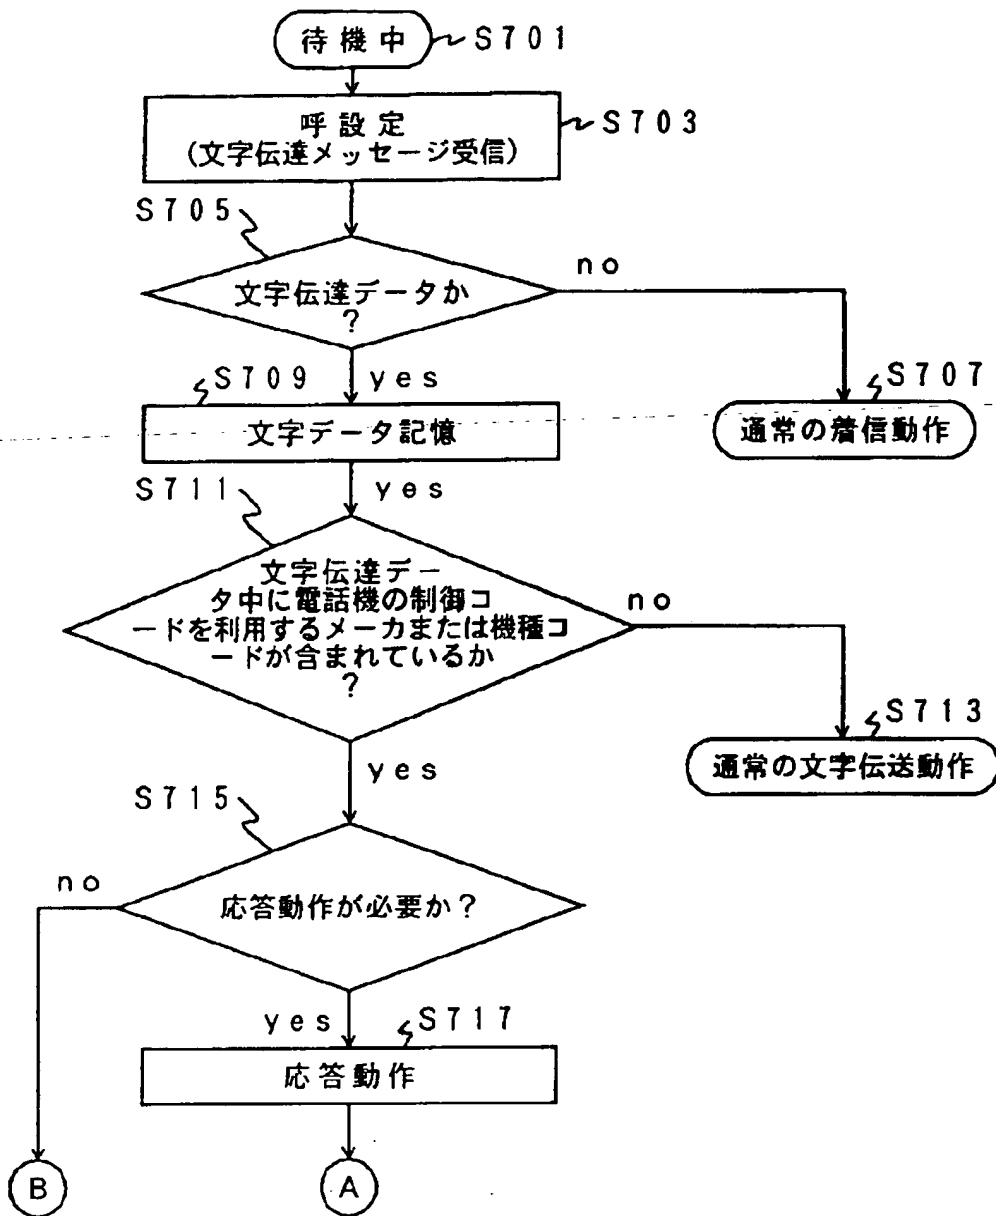 待機中
S701
呼設定
(文字伝達メッセージ受信)
S703
S705
文字伝達データか
?
no
yes
S709
文字データ記憶
S707
通常の着信動作
yes
S711
文字伝達デー
タ中に電話機の制御コ
ードを利用するメーカまたは機種コ
ードが含まれているか
?
no
S713
通常の文字伝送動作
yes
S715
応答動作が必要か?
no
yes
S717
応答動作
B
A